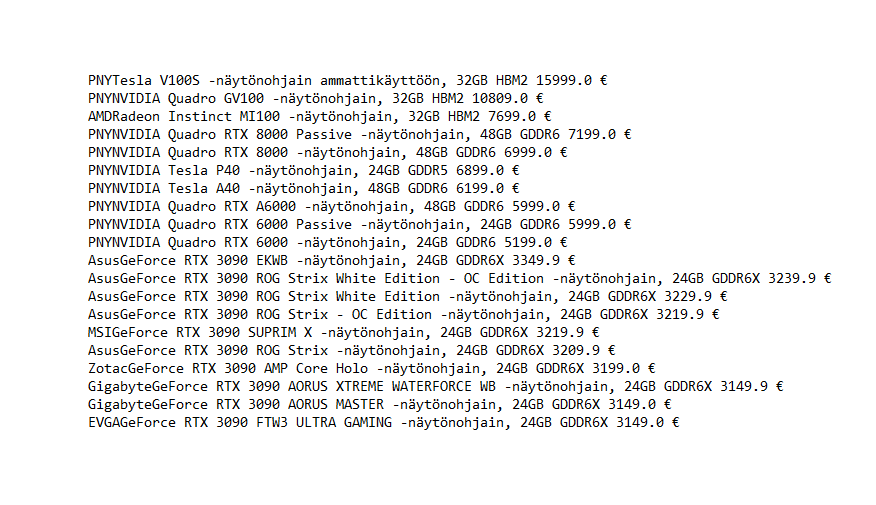 PNYTesla V100S -näytönohjain ammattikäyttöön, 32GB HBM2 15999.0 €
PNYNVIDIA Quadro GV100 -näytönohjain, 32GB HBM2 10809.0 €
AMDRadeon Instinct MI100 -näytönohjain, 32GB HBM2 7699.0 €
PNYNVIDIA Quadro RTX 8000 Passive -näytönohjain, 48GB GDDR6 7199.0 €
PNYNVIDIA Quadro RTX 8000 -näytönohjain, 48GB GDDR6 6999.0 €
PNYNVIDIA Tesla P40 -näytönohjain, 24GB GDDR5 6899.0 €
PNYNVIDIA Tesla A40 -näytönohjain, 48GB GDDR6 6199.0 €
PNYNVIDIA Quadro RTX A6000 -näytönohjain, 48GB GDDR6 5999.0 €
PNYNVIDIA Quadro RTX 6000 Passive -näytönohjain, 24GB GDDR6 5999.0 €
PNYNVIDIA Quadro RTX 6000 -näytönohjain, 24GB GDDR6 5199.0 €
AsusGeForce RTX 3090 EKWB -näytönohjain, 24GB GDDR6X 3349.9 €
AsusGeForce RTX 3090 ROG Strix White Edition - OC Edition -näytönohjain, 24GB GDDR6X 3239.9 €
AsusGeForce RTX 3090 ROG Strix White Edition -näytönohjain, 24GB GDDR6X 3229.9 €
AsusGeForce RTX 3090 ROG Strix - OC Edition -näytönohjain, 24GB GDDR6X 3219.9 €
MSIGeForce RTX 3090 SUPRIM X -näytönohjain, 24GB GDDR6X 3219.9 €
AsusGeForce RTX 3090 ROG Strix -näytönohjain, 24GB GDDR6X 3209.9 €
ZotacGeForce RTX 3090 AMP Core Holo -näytönohjain, 24GB GDDR6X 3199.0 €
GigabyteGeForce RTX 3090 AORUS XTREME WATERFORCE WB -näytönohjain, 24GB GDDR6X 3149.9 €
GigabyteGeForce RTX 3090 AORUS MASTER -näytönohjain, 24GB GDDR6X 3149.0 €
EVGAGeForce RTX 3090 FTW3 ULTRA GAMING -näytönohjain, 24GB GDDR6X 3149.0 €